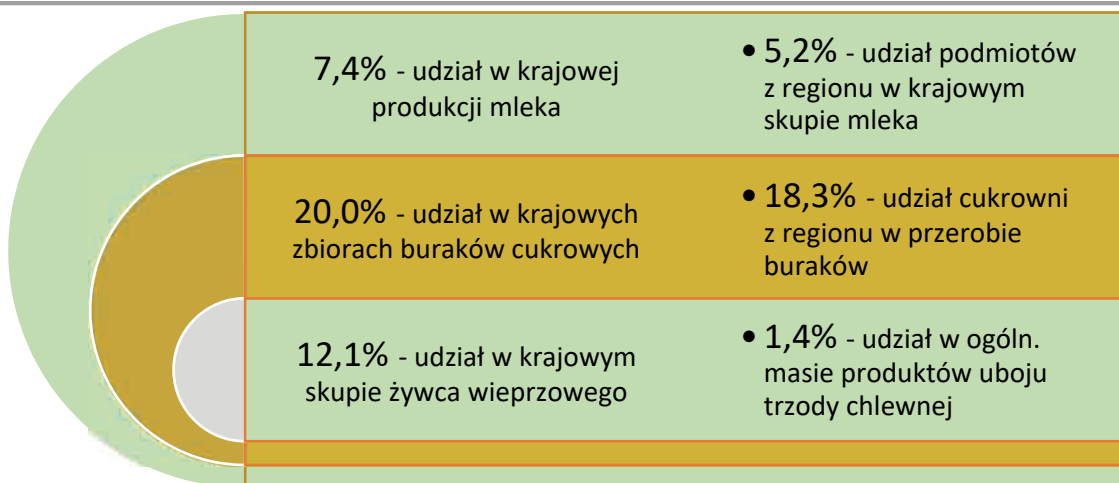 7,4% - udział w krajowej
produkcji mleka
• 5,2% - udział podmiotów
z regionu w krajowym
skupie mleka
20,0% - udział w krajowych
zbiorach buraków cukrowych
• 18,3% - udział cukrowni
z regionu w przerobie
buraków
12,1% - udział w krajowym
skupie żywca wieprzowego
• 1,4% - udział w ogóln.
masie produktów uboju
trzody chlewnej